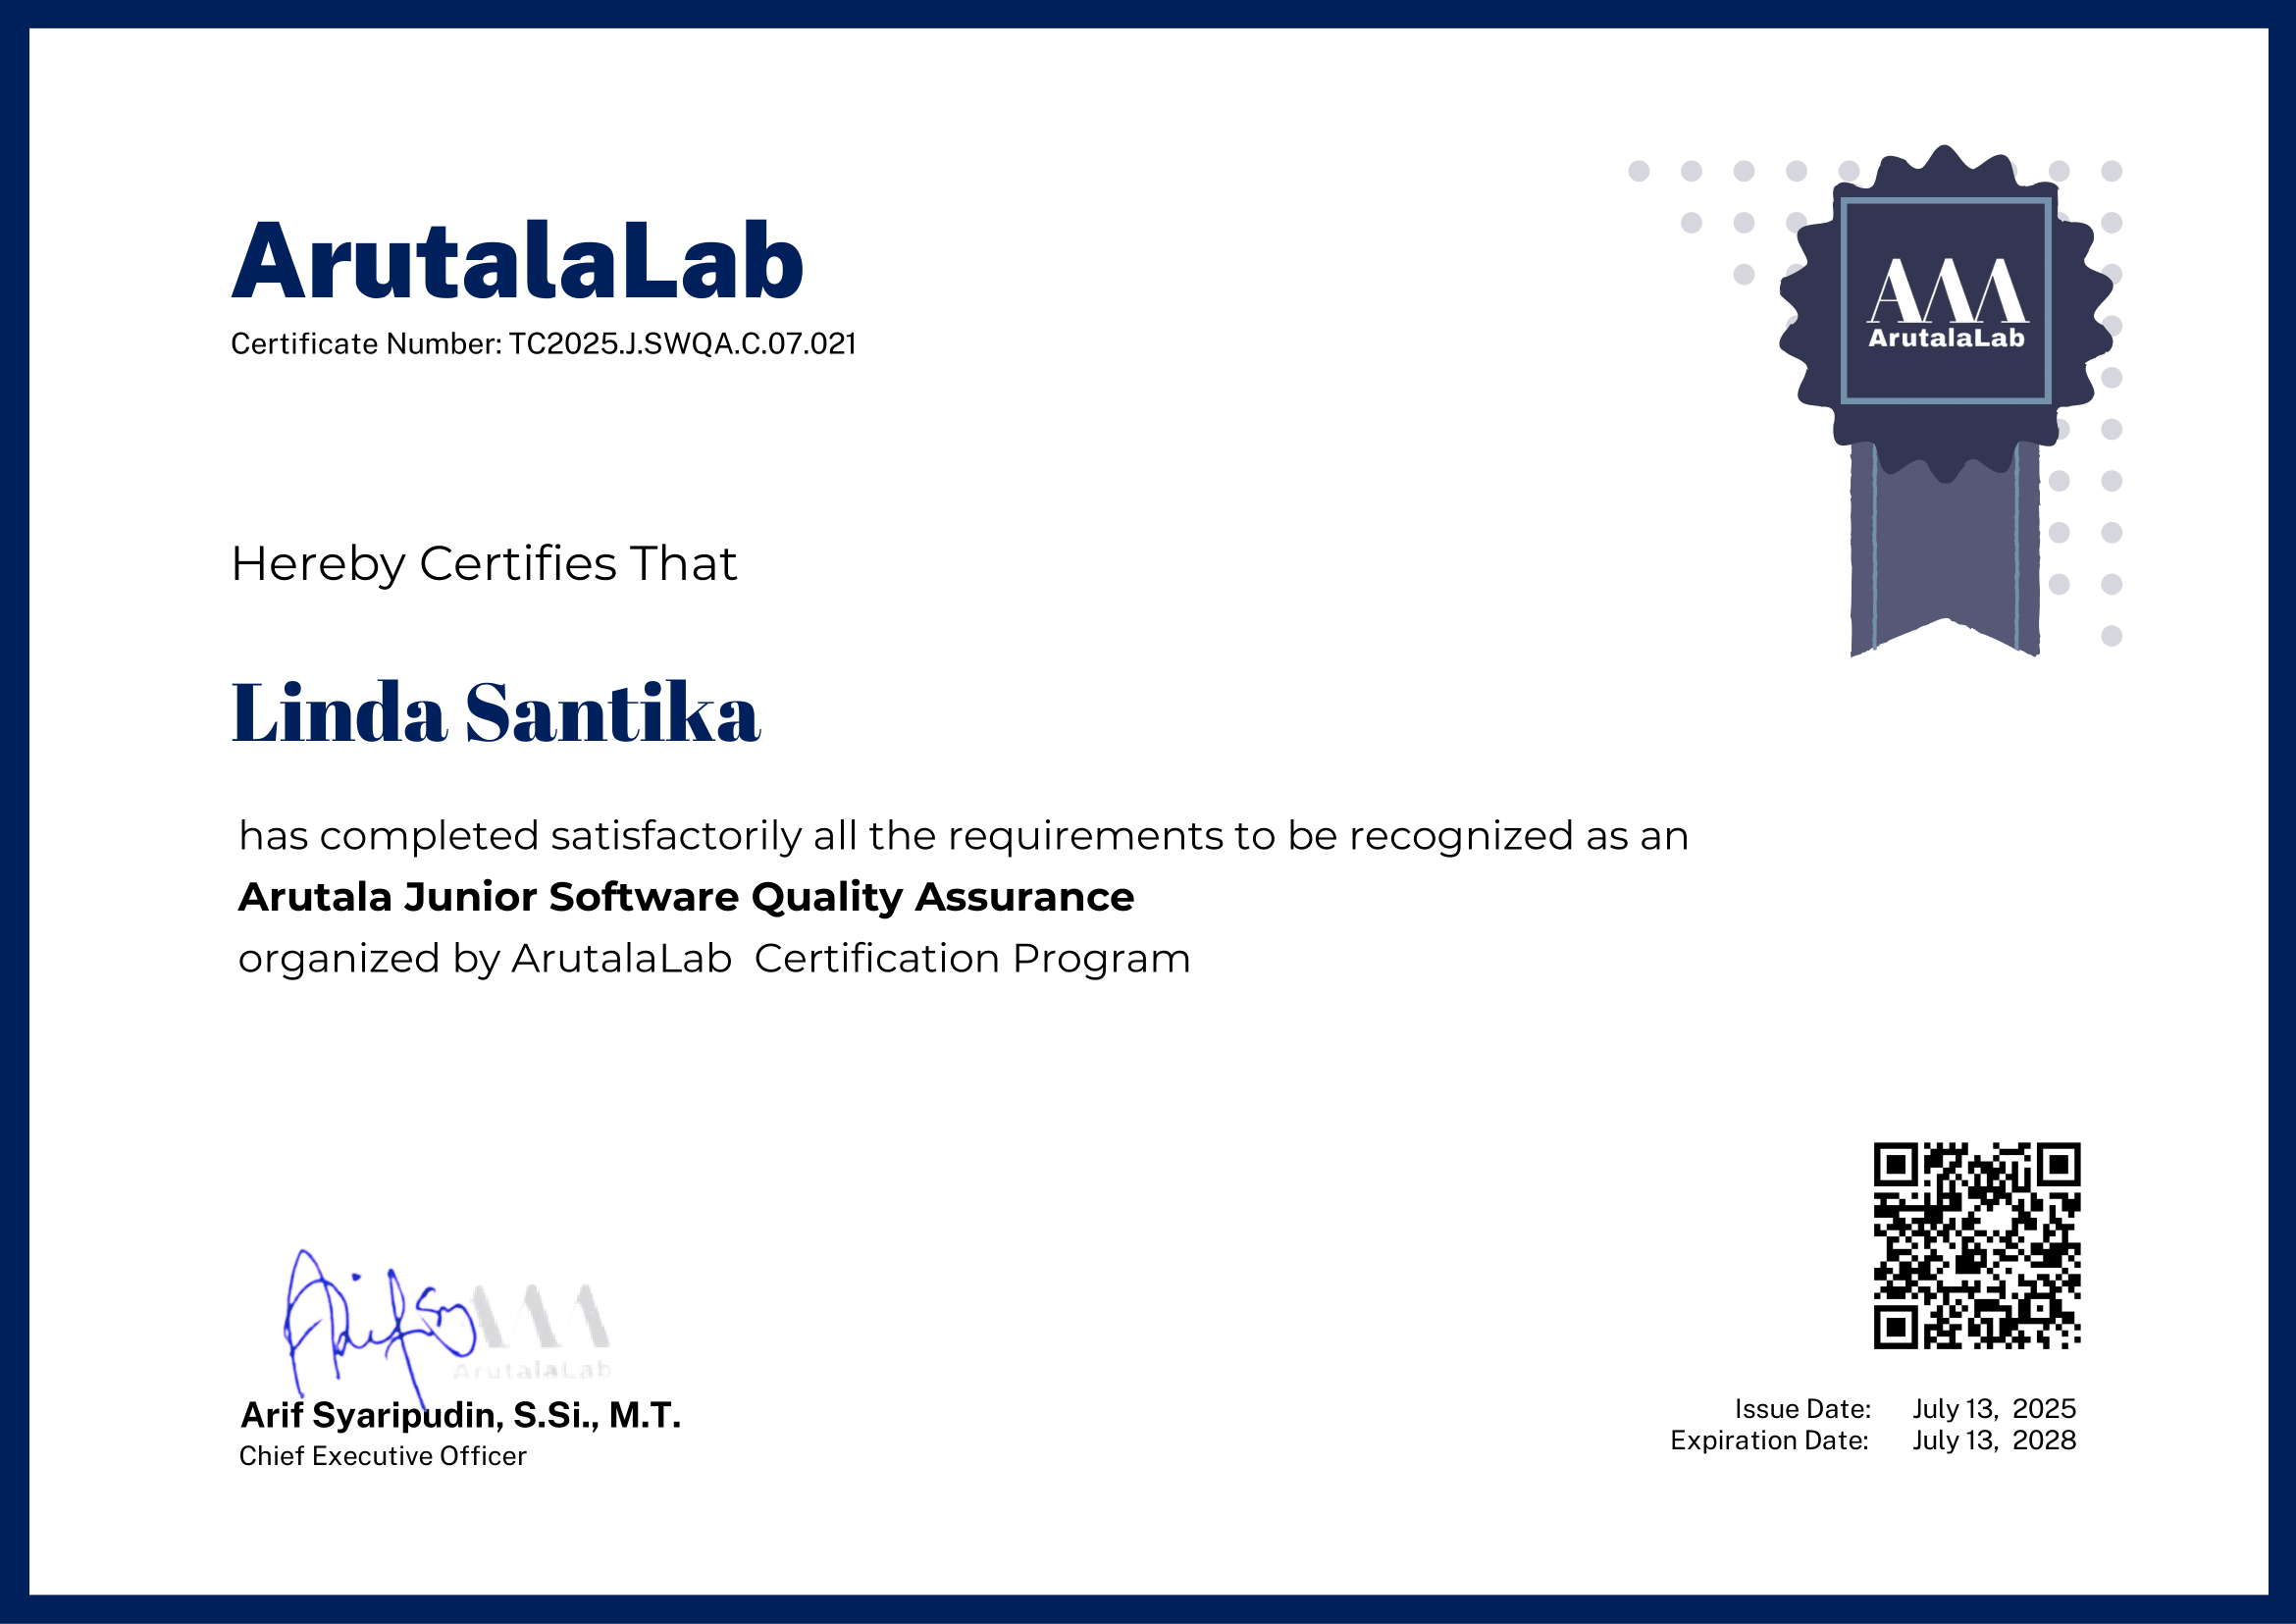 ArutalaLab
Certificate Number: TC2025.J.SWQA.C.07.021
ArutalaLab
Hereby Certifies That
Linda Santika
has completed satisfactorily all the requirements to be recognized as an
Arutala Junior Software Quality Assurance
organized by ArutalaLab  Certification Program
ArutalaLab
Arif Syaripudin, S.Si., M.T.
Chief Executive Officer
Issue Date: July 13, 2025
Expiration Date: July 13, 2028